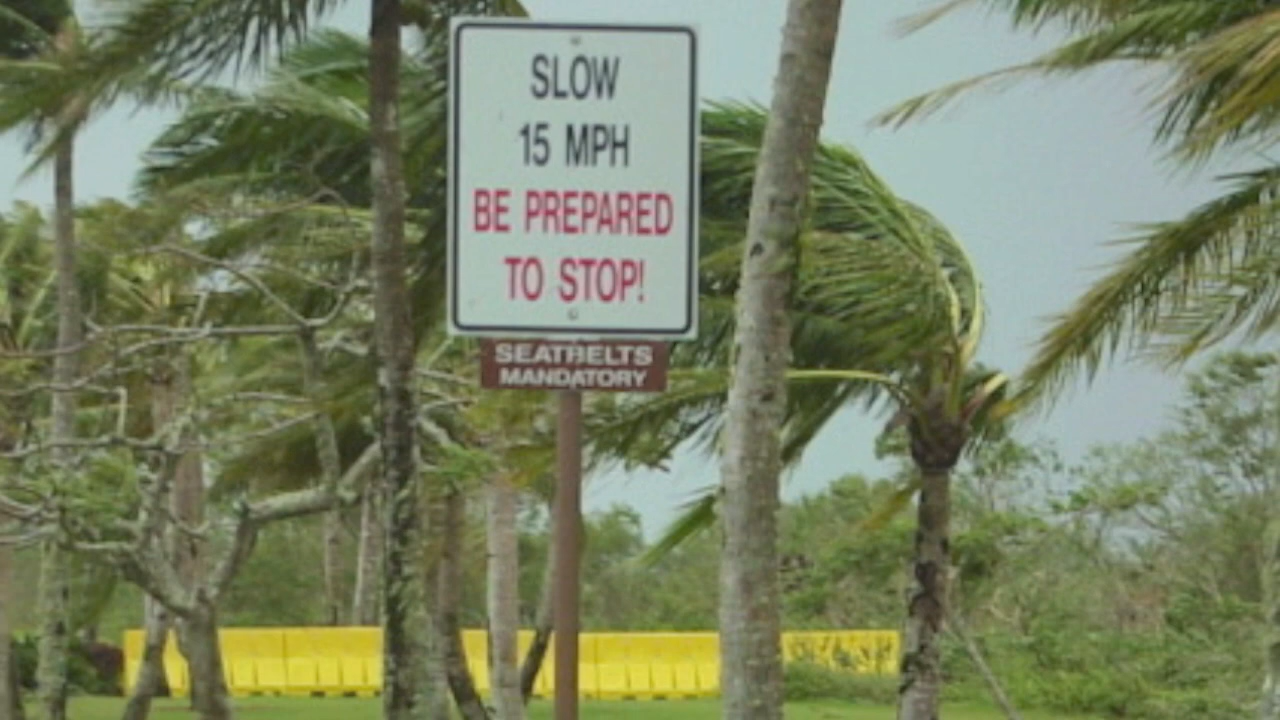 SLOW
15 MPH
BE PREPARED
TO STOP!
SEATBELTS
MANDATORY